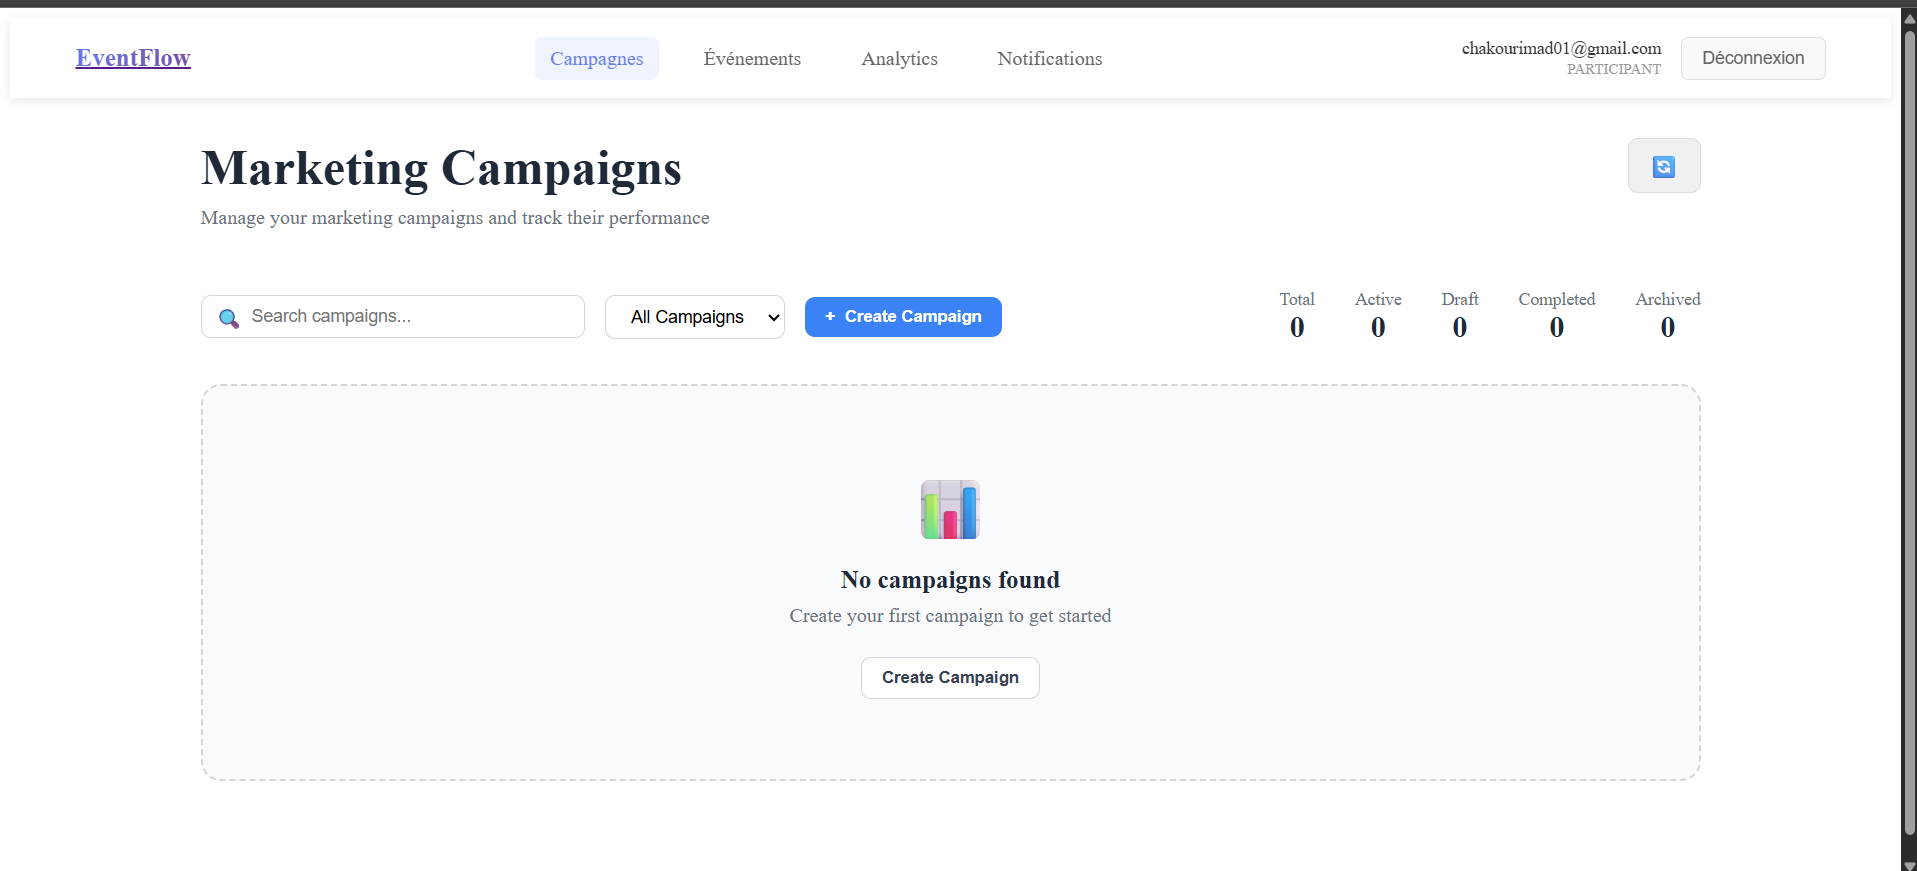 EventFlow
Campagnes
Événements
Analytics
Notifications
chakourimad01@gmail.com
PARTICIPANT
Déconnexion
Marketing Campaigns
Manage your marketing campaigns and track their performance
Search campaigns...
All Campaigns
+ Create Campaign
Total
0
Active
0
Draft
0
Completed
0
Archived
0
No campaigns found
Create your first campaign to get started
Create Campaign